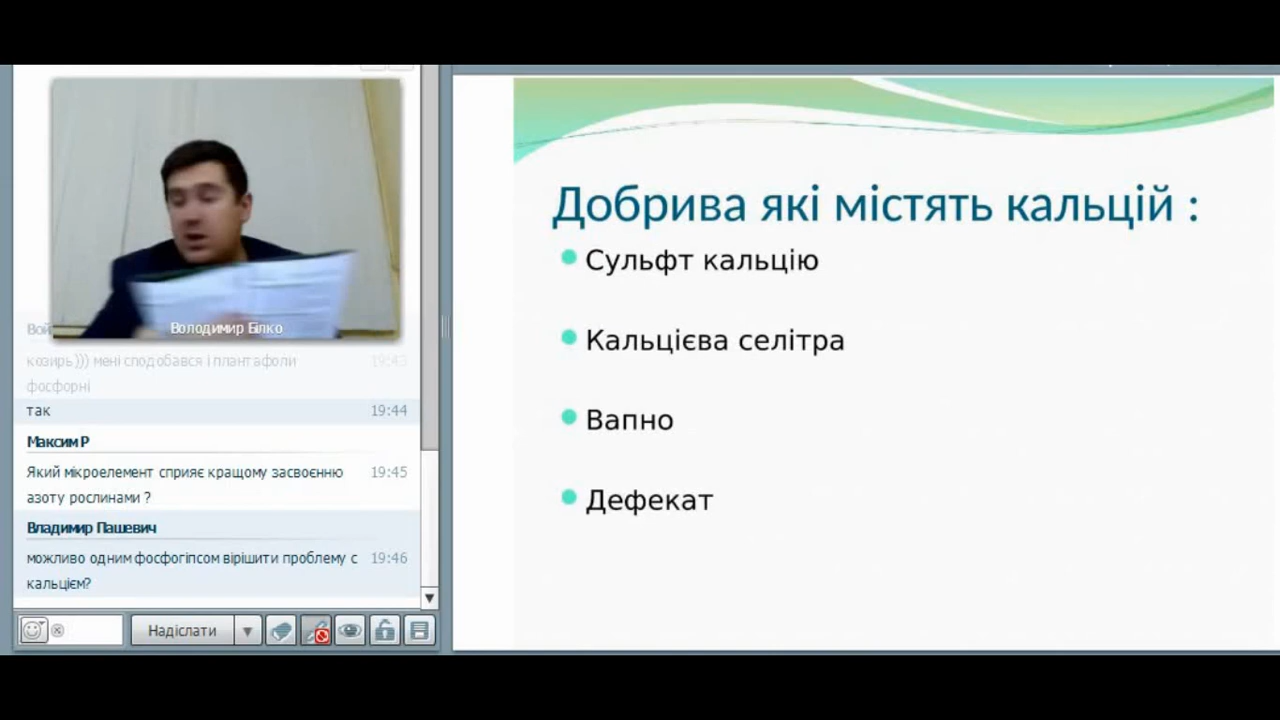 Володимир Білко
Вой
козирь))) мені сподобався і плантафоли
19:43
фосфорні
так
19:44
Максим Р
Який мікроелемент сприяє кращому засвоєнню
19:45
азоту рослинами ?
Владимир Пашевич
можливо одним фосфогіпсом вірішити проблему с
19:46
кальцієм?
Надіслати
Добрива які містять кальцій :
Сульфт кальцію
Кальцієва селітра
Вапно
Дефекат